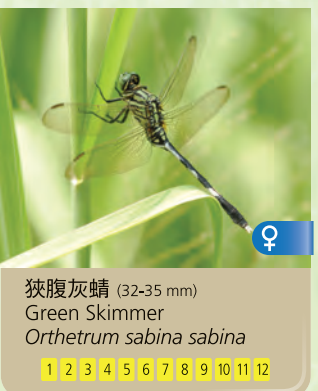 ♀
狹腹灰蜻 (32-35 mm)
Green Skimmer
Orthetrum sabina sabina
1 2 3 4 5 6 7 8 9 10 11 12